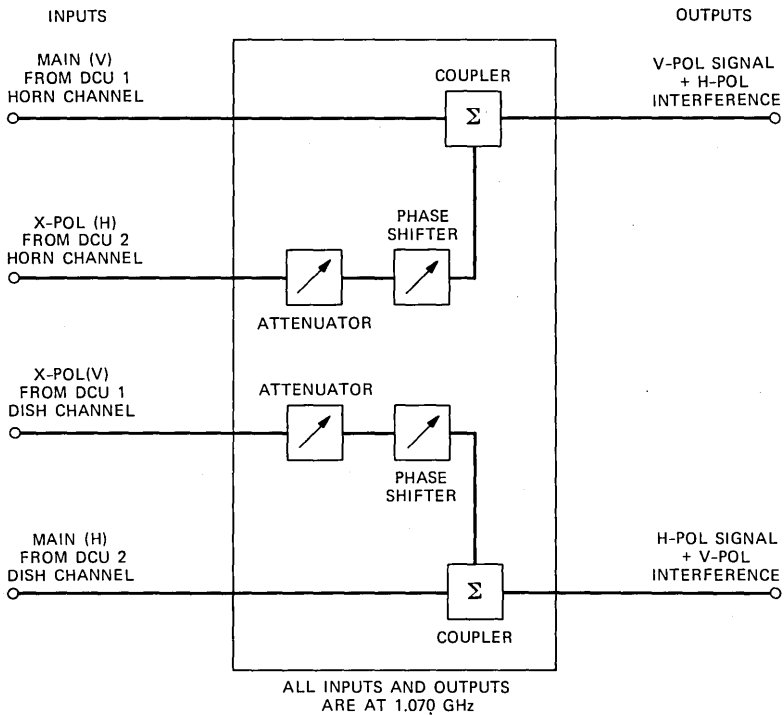 INPUTS
OUTPUTS
MAIN (V)
FROM DCU 1
HORN CHANNEL
COUPLER
Σ
V-POL SIGNAL
+ H-POL
INTERFERENCE
X-POL (H)
FROM DCU 2
HORN CHANNEL
PHASE
SHIFTER
ATTENUATOR
X-POL(V)
FROM DCU 1
DISH CHANNEL
ATTENUATOR
PHASE
SHIFTER
MAIN (H)
FROM DCU 2
DISH CHANNEL
Σ
COUPLER
H-POL SIGNAL
+ V-POL
INTERFERENCE
ALL INPUTS AND OUTPUTS
ARE AT 1.070 GHz